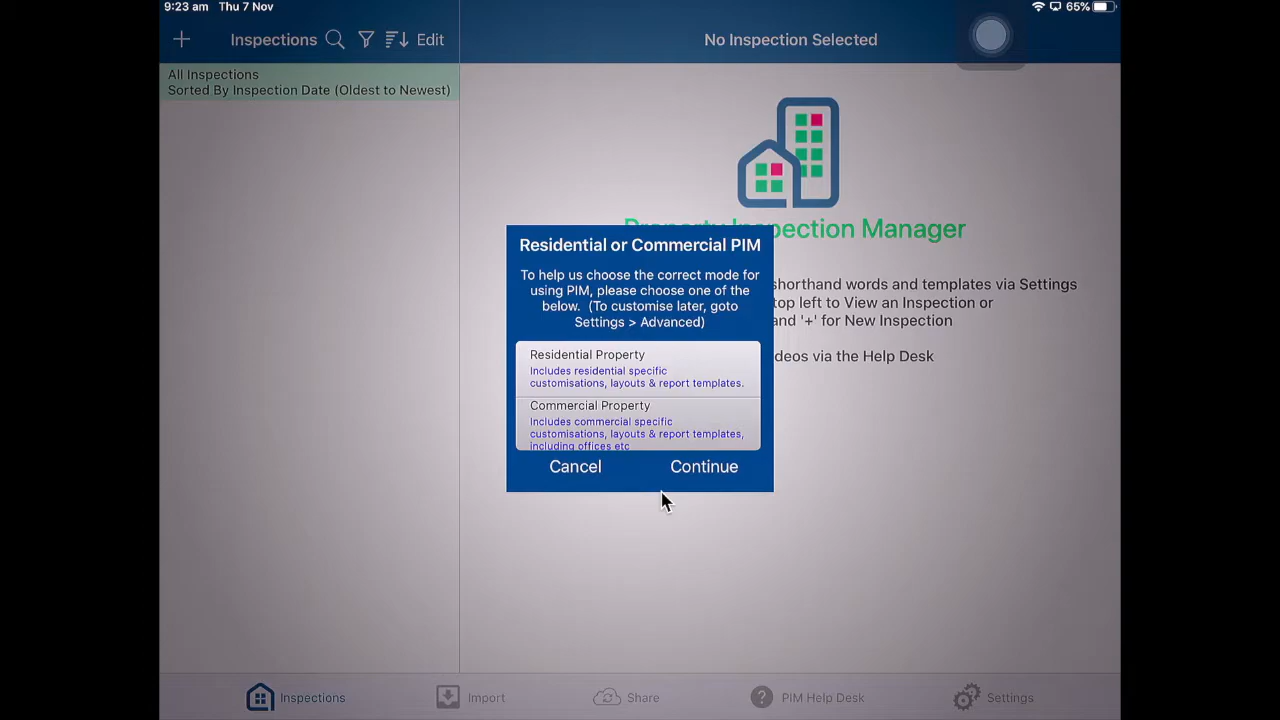 9:23 am Thu 7 Nov
65%
Inspections
Edit
No Inspection Selected
All Inspections
Sorted By Inspection Date (Oldest to Newest)
Property Inspection Manager
shorthand words and templates via Settings
top left to View an Inspection or
and '+' for New Inspection
deos via the Help Desk
Residential or Commercial PIM
To help us choose the correct mode for
using PIM, please choose one of the
below. (To customise later, goto
Settings > Advanced)
Residential Property
Includes residential specific
customisations, layouts & report templates.
Commercial Property
Includes commercial specific
customisations, layouts & report templates,
including offices etc
Cancel
Continue
Inspections
Import
Share
? PIM Help Desk
Settings